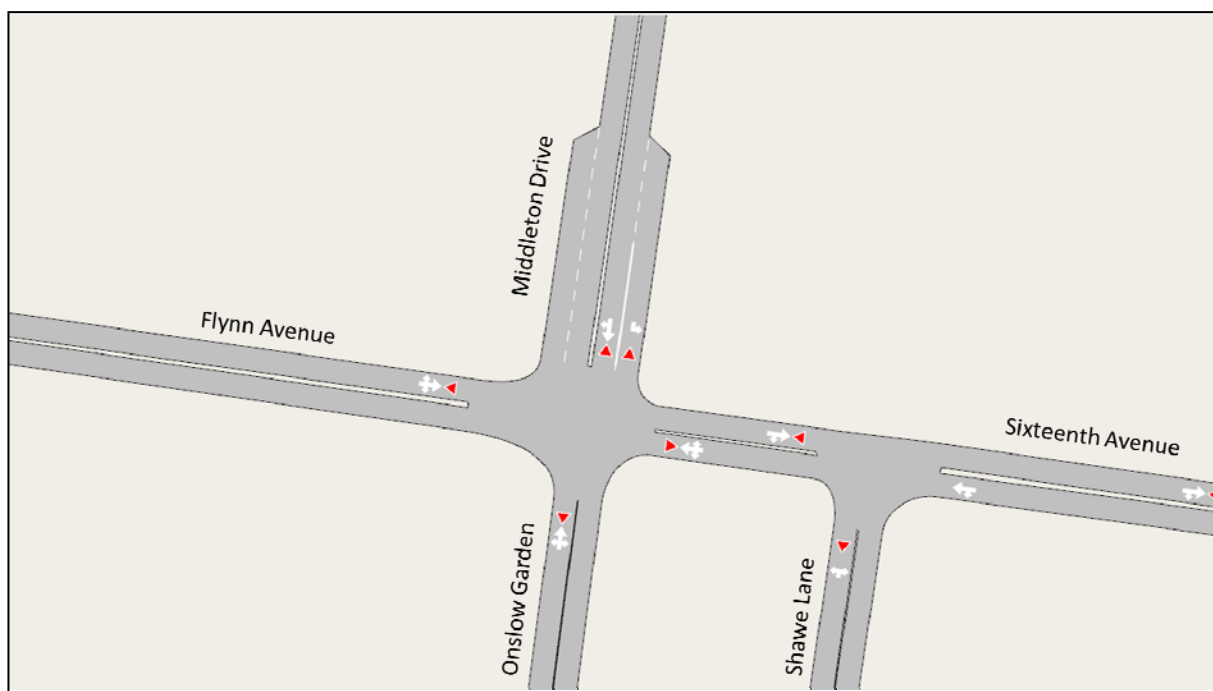 Middleton Drive
Flynn Avenue
Sixteenth Avenue
Onslow Garden
Shawe Lane